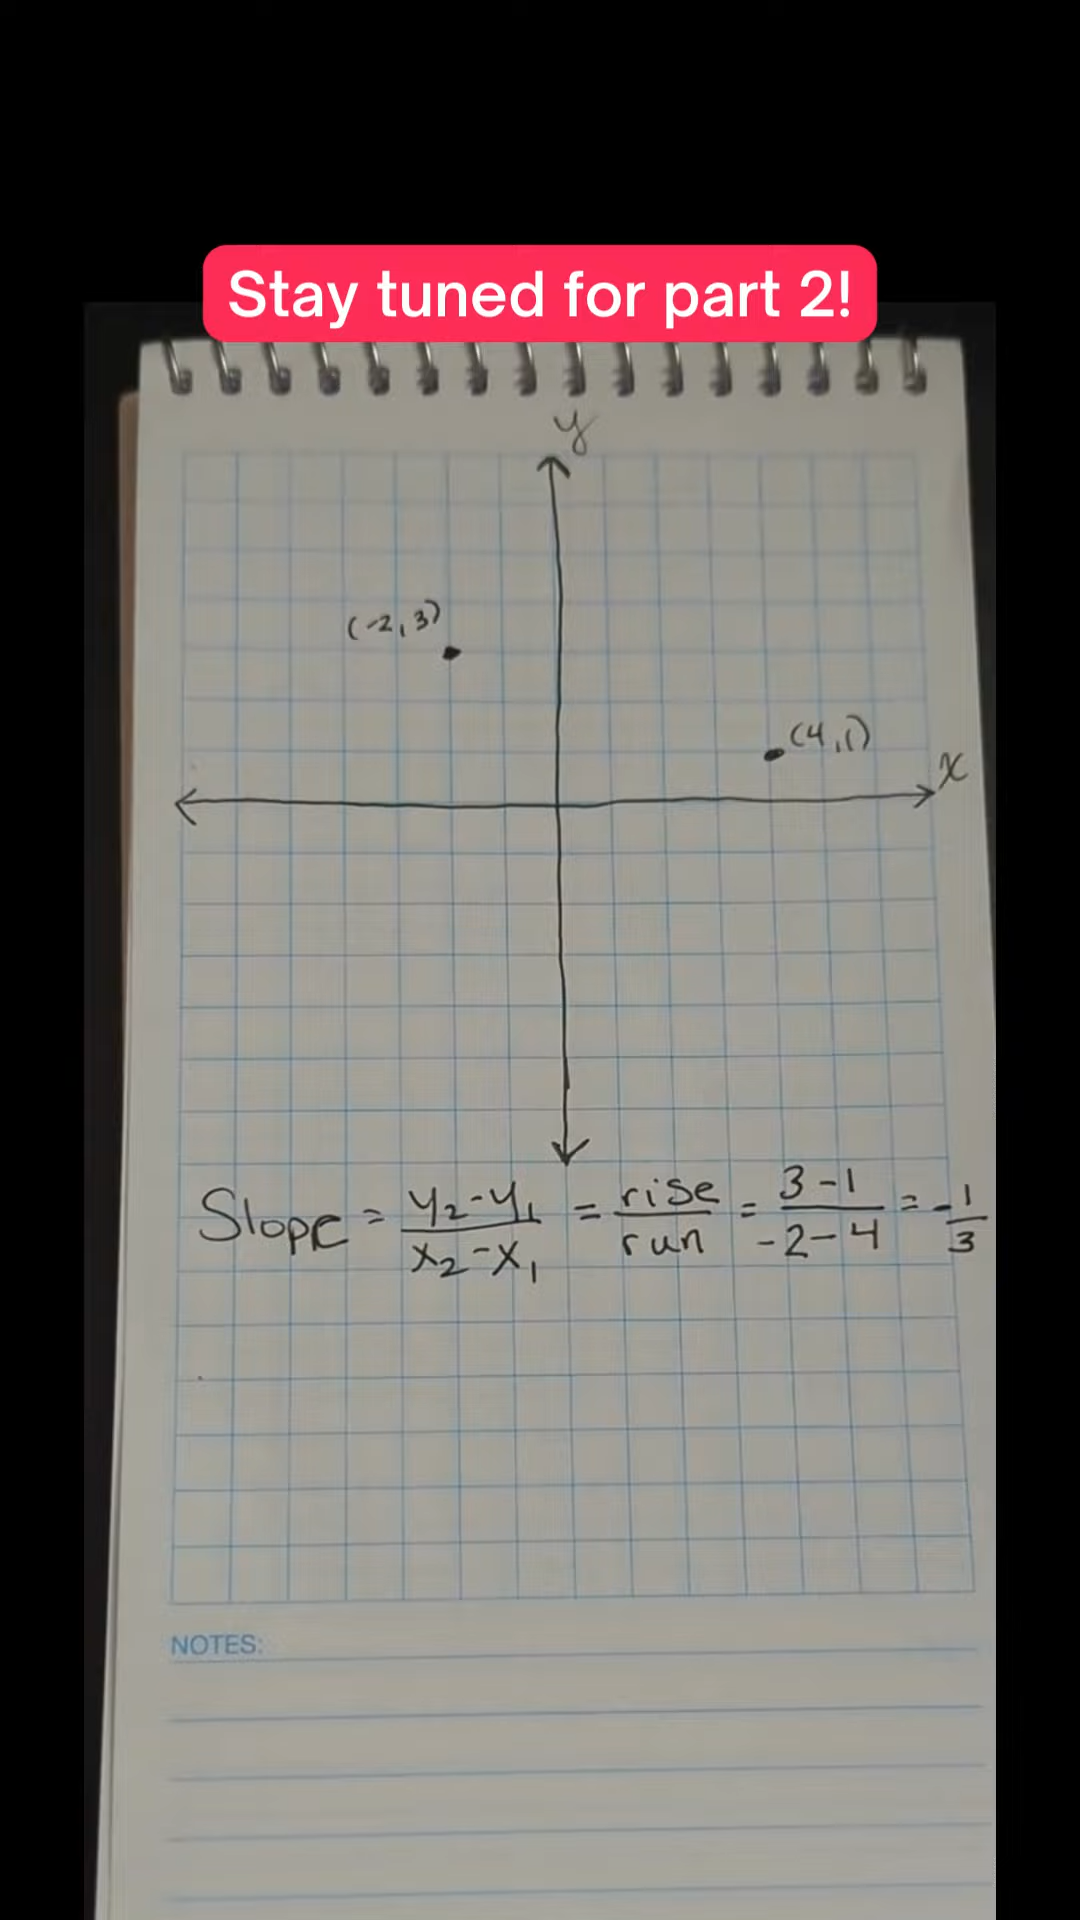 Stay tuned for part 2!
y
(-2, 3)
(4, 1)
x
Slope = y₂-y₁ / x₂-x₁ = rise / run = 3-1 / -2-4 = -1/3
NOTES: